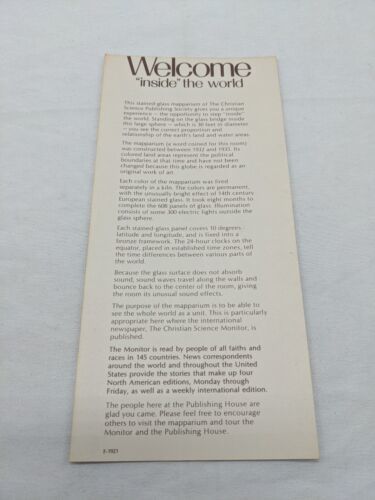 Welcome
"inside" the world
This stained glass mapparium of The Christian
Science Publishing Society gives you a unique
experience — the opportunity to step "inside"
the world. Standing on the glass bridge inside
this large sphere — which is 30 feet in diameter
— you see the correct proportion and
relationship of the earth's land and water areas.
The mapparium (a word coined for this room)
was constructed between 1932 and 1935. Its
colored land areas represent the political
boundaries at that time and have not been
changed because this globe is regarded as an
original work of art.
Each color of the mapparium was fired
separately in a kiln. The colors are permanent,
with the unusually bright effect of 14th century
European stained glass. It took eight months to
complete the 608 panels of glass. Illumination
consists of some 300 electric lights outside the
glass sphere.
Each stained-glass panel covers 10 degrees
latitude and longitude, and is fixed into a
bronze framework. The 24-hour clocks on the
equator, placed in established time zones, tell
the time differences between various parts of
the world.
Because the glass surface does not absorb
sound, sound waves travel along the walls and
bounce back to the center of the room, giving
the room its unusual sound effects.
The purpose of the mapparium is to be able to
see the whole world as a unit. This is particularly
appropriate here where the international
newspaper, The Christian Science Monitor, is
published.
The Monitor is read by people of all faiths and
races in 145 countries. News correspondents
around the world and throughout the United
States provide the stories that make up four
North American editions, Monday through
Friday, as well as a weekly international edition.
The people here at the Publishing House are
glad you came. Please feel free to encourage
others to visit the mapparium and tour the
Monitor and the Publishing House.